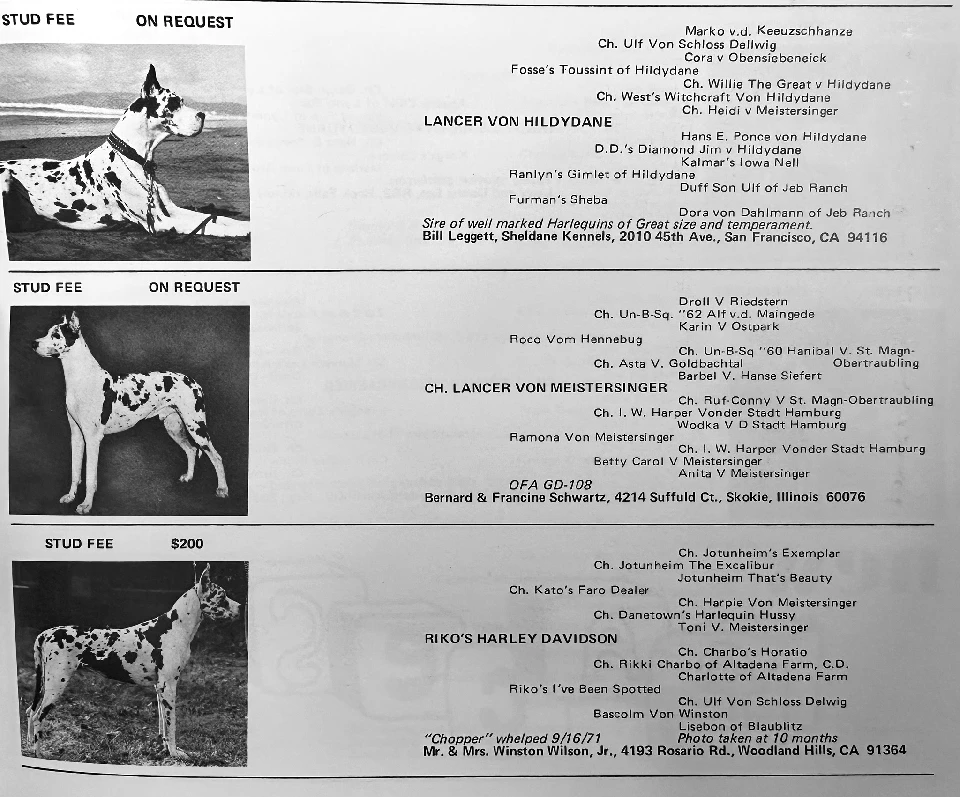 STUD FEE ON REQUEST
Marko v.d. Keeuzschhanze
Ch. Ulf Von Schloss Dellwig
Cora v Obensiebeneick
Fosse's Toussint of Hildydane
Ch. Willie The Great v Hildydane
Ch. West's Witchcraft Von Hildydane
Ch. Heidi v Meistersinger
LANCER VON HILDYDANE
Hans E. Ponce von Hildydane
D.D.'s Diamond Jim v Hildydane
Kalmar's Iowa Nell
Ranlyn's Gimlet of Hildydane
Duff Son Ulf of Jeb Ranch
Furman's Sheba
Dora von Dahlmann of Jeb Ranch
Sire of well marked Harlequins of Great size and temperament.
Bill Leggett, Sheldane Kennels, 2010 45th Ave., San Francisco, CA 94116
STUD FEE ON REQUEST
Droll V Riedstern
Ch. Un-B-Sq. "62 Alf v.d. Maingede
Karin V Ostpark
Roco Vom Hennebug
Ch. Un-B-Sq "60 Hanibal V. St. Magn-
Ch. Asta V. Goldbachtal Obertraubling
Barbel V. Hanse Siefert
CH. LANCER VON MEISTERSINGER
Ch. Ruf-Conny V St. Magn-Obertraubling
Ch. I. W. Harper Vonder Stadt Hamburg
Wodka V D Stadt Hamburg
Ramona Von Meistersinger
Ch. I. W. Harper Vonder Stadt Hamburg
Betty Carol V Meistersinger
Anita V Meistersinger
OFA GD-108
Bernard & Francine Schwartz, 4214 Suffuld Ct., Skokie, Illinois 60076
STUD FEE $200
Ch. Jotunheim's Exemplar
Ch. Jotunheim The Excalibur
Jotunheim That's Beauty
Ch. Kato's Faro Dealer
Ch. Harpie Von Meistersinger
Ch. Danetown's Harlequin Hussy
Toni V. Meistersinger
RIKO'S HARLEY DAVIDSON
Ch. Charbo's Horatio
Ch. Rikki Charbo of Altadena Farm, C.D.
Charlotte of Altadena Farm
Riko's I've Been Spotted
Ch. Ulf Von Schloss Delwig
Bascolm Von Winston
Lisebon of Blaublitz
"Chopper" whelped 9/16/71 Photo taken at 10 months
Mr. & Mrs. Winston Wilson, Jr., 4193 Rosario Rd., Woodland Hills, CA 91364